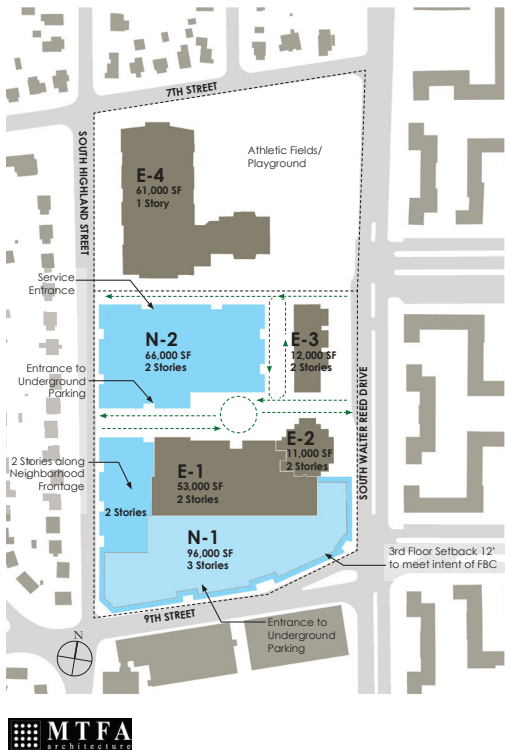 7TH STREET
SOUTH HIGHLAND STREET
Athletic Fields/
Playground
E-4
61,000 SF
1 Story
Service
Entrance
N-2
66,000 SF
2 Stories
E-3
12,000 SF
2 Stories
Entrance to
Underground
Parking
SOUTH WALTER REED DRIVE
E-2
11,000 SF
2 Stories
2 Stories along
Neighborhood
Frontage
E-1
53,000 SF
2 Stories
2 Stories
N-1
96,000 SF
3 Stories
3rd Floor Setback 12'
to meet intent of FBC
9TH STREET
Entrance to
Underground
Parking
N
MTFA
architecture